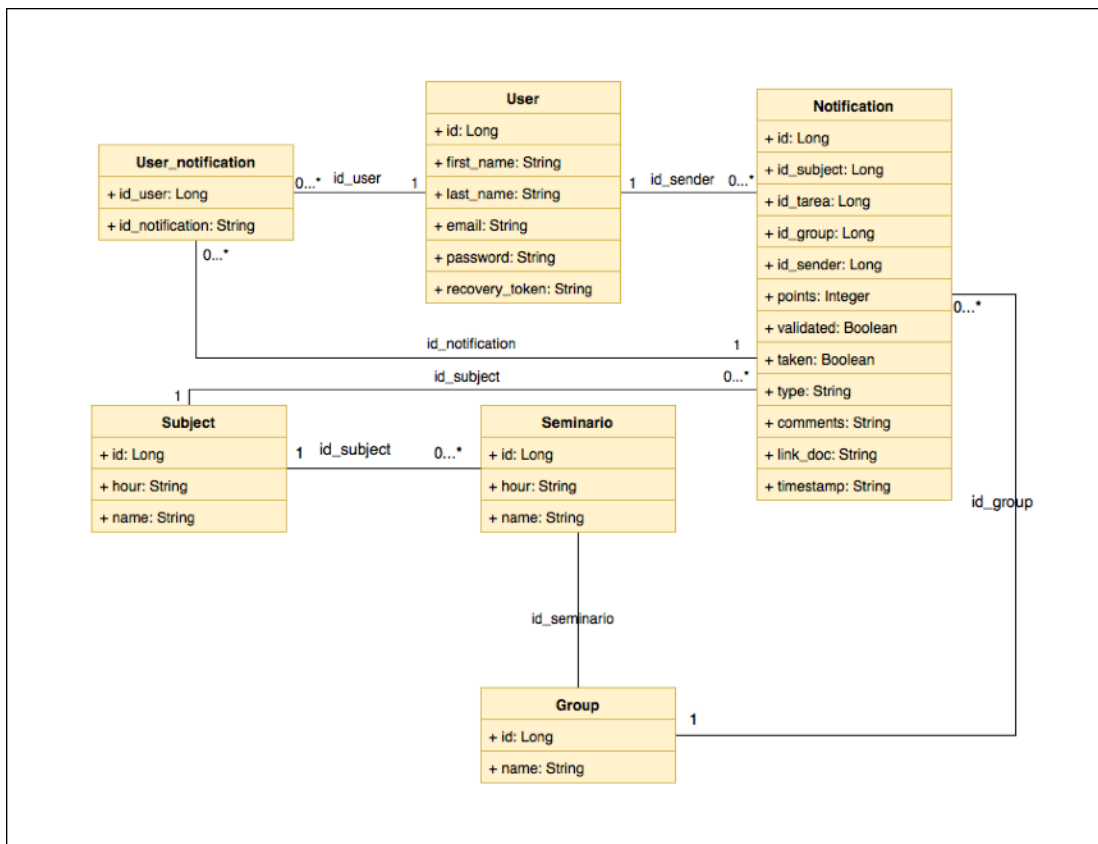 User
+ id: Long
+ first_name: String
+ last_name: String
+ email: String
+ password: String
+ recovery_token: String
Notification
+ id: Long
+ id_subject: Long
+ id_tarea: Long
+ id_group: Long
+ id_sender: Long
+ points: Integer
+ validated: Boolean
+ taken: Boolean
+ type: String
+ comments: String
+ link_doc: String
+ timestamp: String
User_notification
+ id_user: Long
+ id_notification: String
0...* id_user 1
1 id_sender 0...*
0...*
id_notification 1
id_subject 0...*
1
0...*
id_group
1
Subject
+ id: Long
+ hour: String
+ name: String
1 id_subject 0...*
Seminario
+ id: Long
+ hour: String
+ name: String
id_seminario
Group
+ id: Long
+ name: String